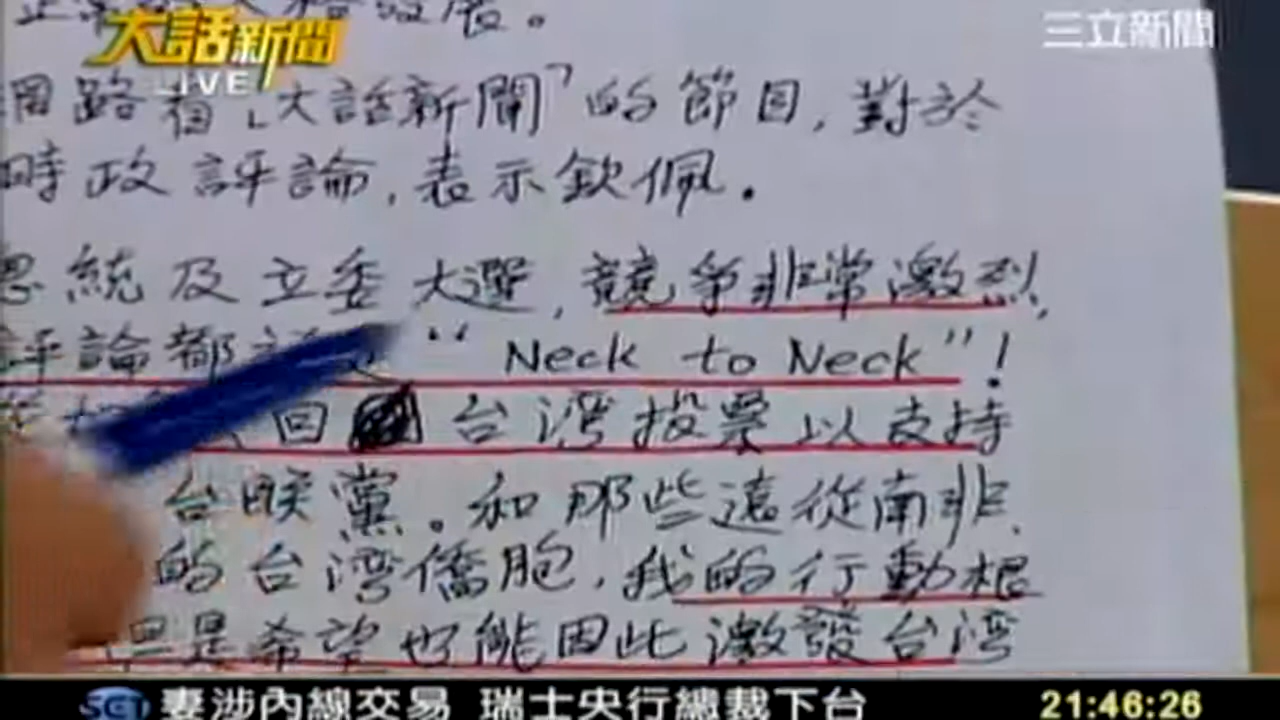 大話新聞
LIVE
三立新聞
網路看「大話新聞」的節目，對於
時政評論，表示欽佩。
總統及立委大選，競爭非常激烈，
評論都 “Neck to Neck”！
回 台灣投票以支持
台联黨。和那些遠從南非、
的台灣僑胞，我的行動根
但是希望也能因此激發台灣
SET 妻涉內線交易 瑞士央行總裁下台 21:46:26